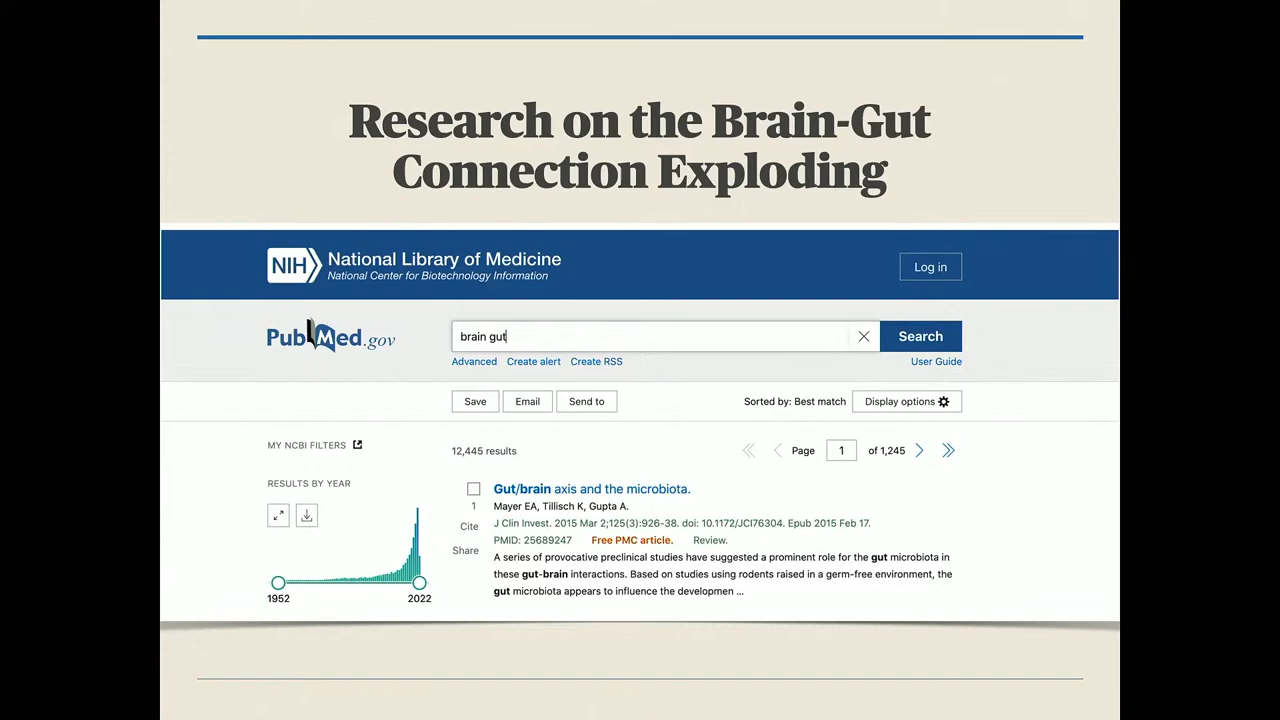 Research on the Brain-Gut
Connection Exploding
NIH National Library of Medicine
National Center for Biotechnology Information
Log in
PubMed.gov
brain gut
Search
Advanced Create alert Create RSS
User Guide
Save Email Send to
Sorted by: Best match Display options
MY NCBI FILTERS
12,445 results
Page 1 of 1,245
RESULTS BY YEAR
1952 2022
Gut/brain axis and the microbiota.
1
Cite
Share
Mayer EA, Tillisch K, Gupta A.
J Clin Invest. 2015 Mar 2;125(3):926-38. doi: 10.1172/JCI76304. Epub 2015 Feb 17.
PMID: 25689247 Free PMC article. Review.
A series of provocative preclinical studies have suggested a prominent role for the gut microbiota in
these gut-brain interactions. Based on studies using rodents raised in a germ-free environment, the
gut microbiota appears to influence the developmen ...